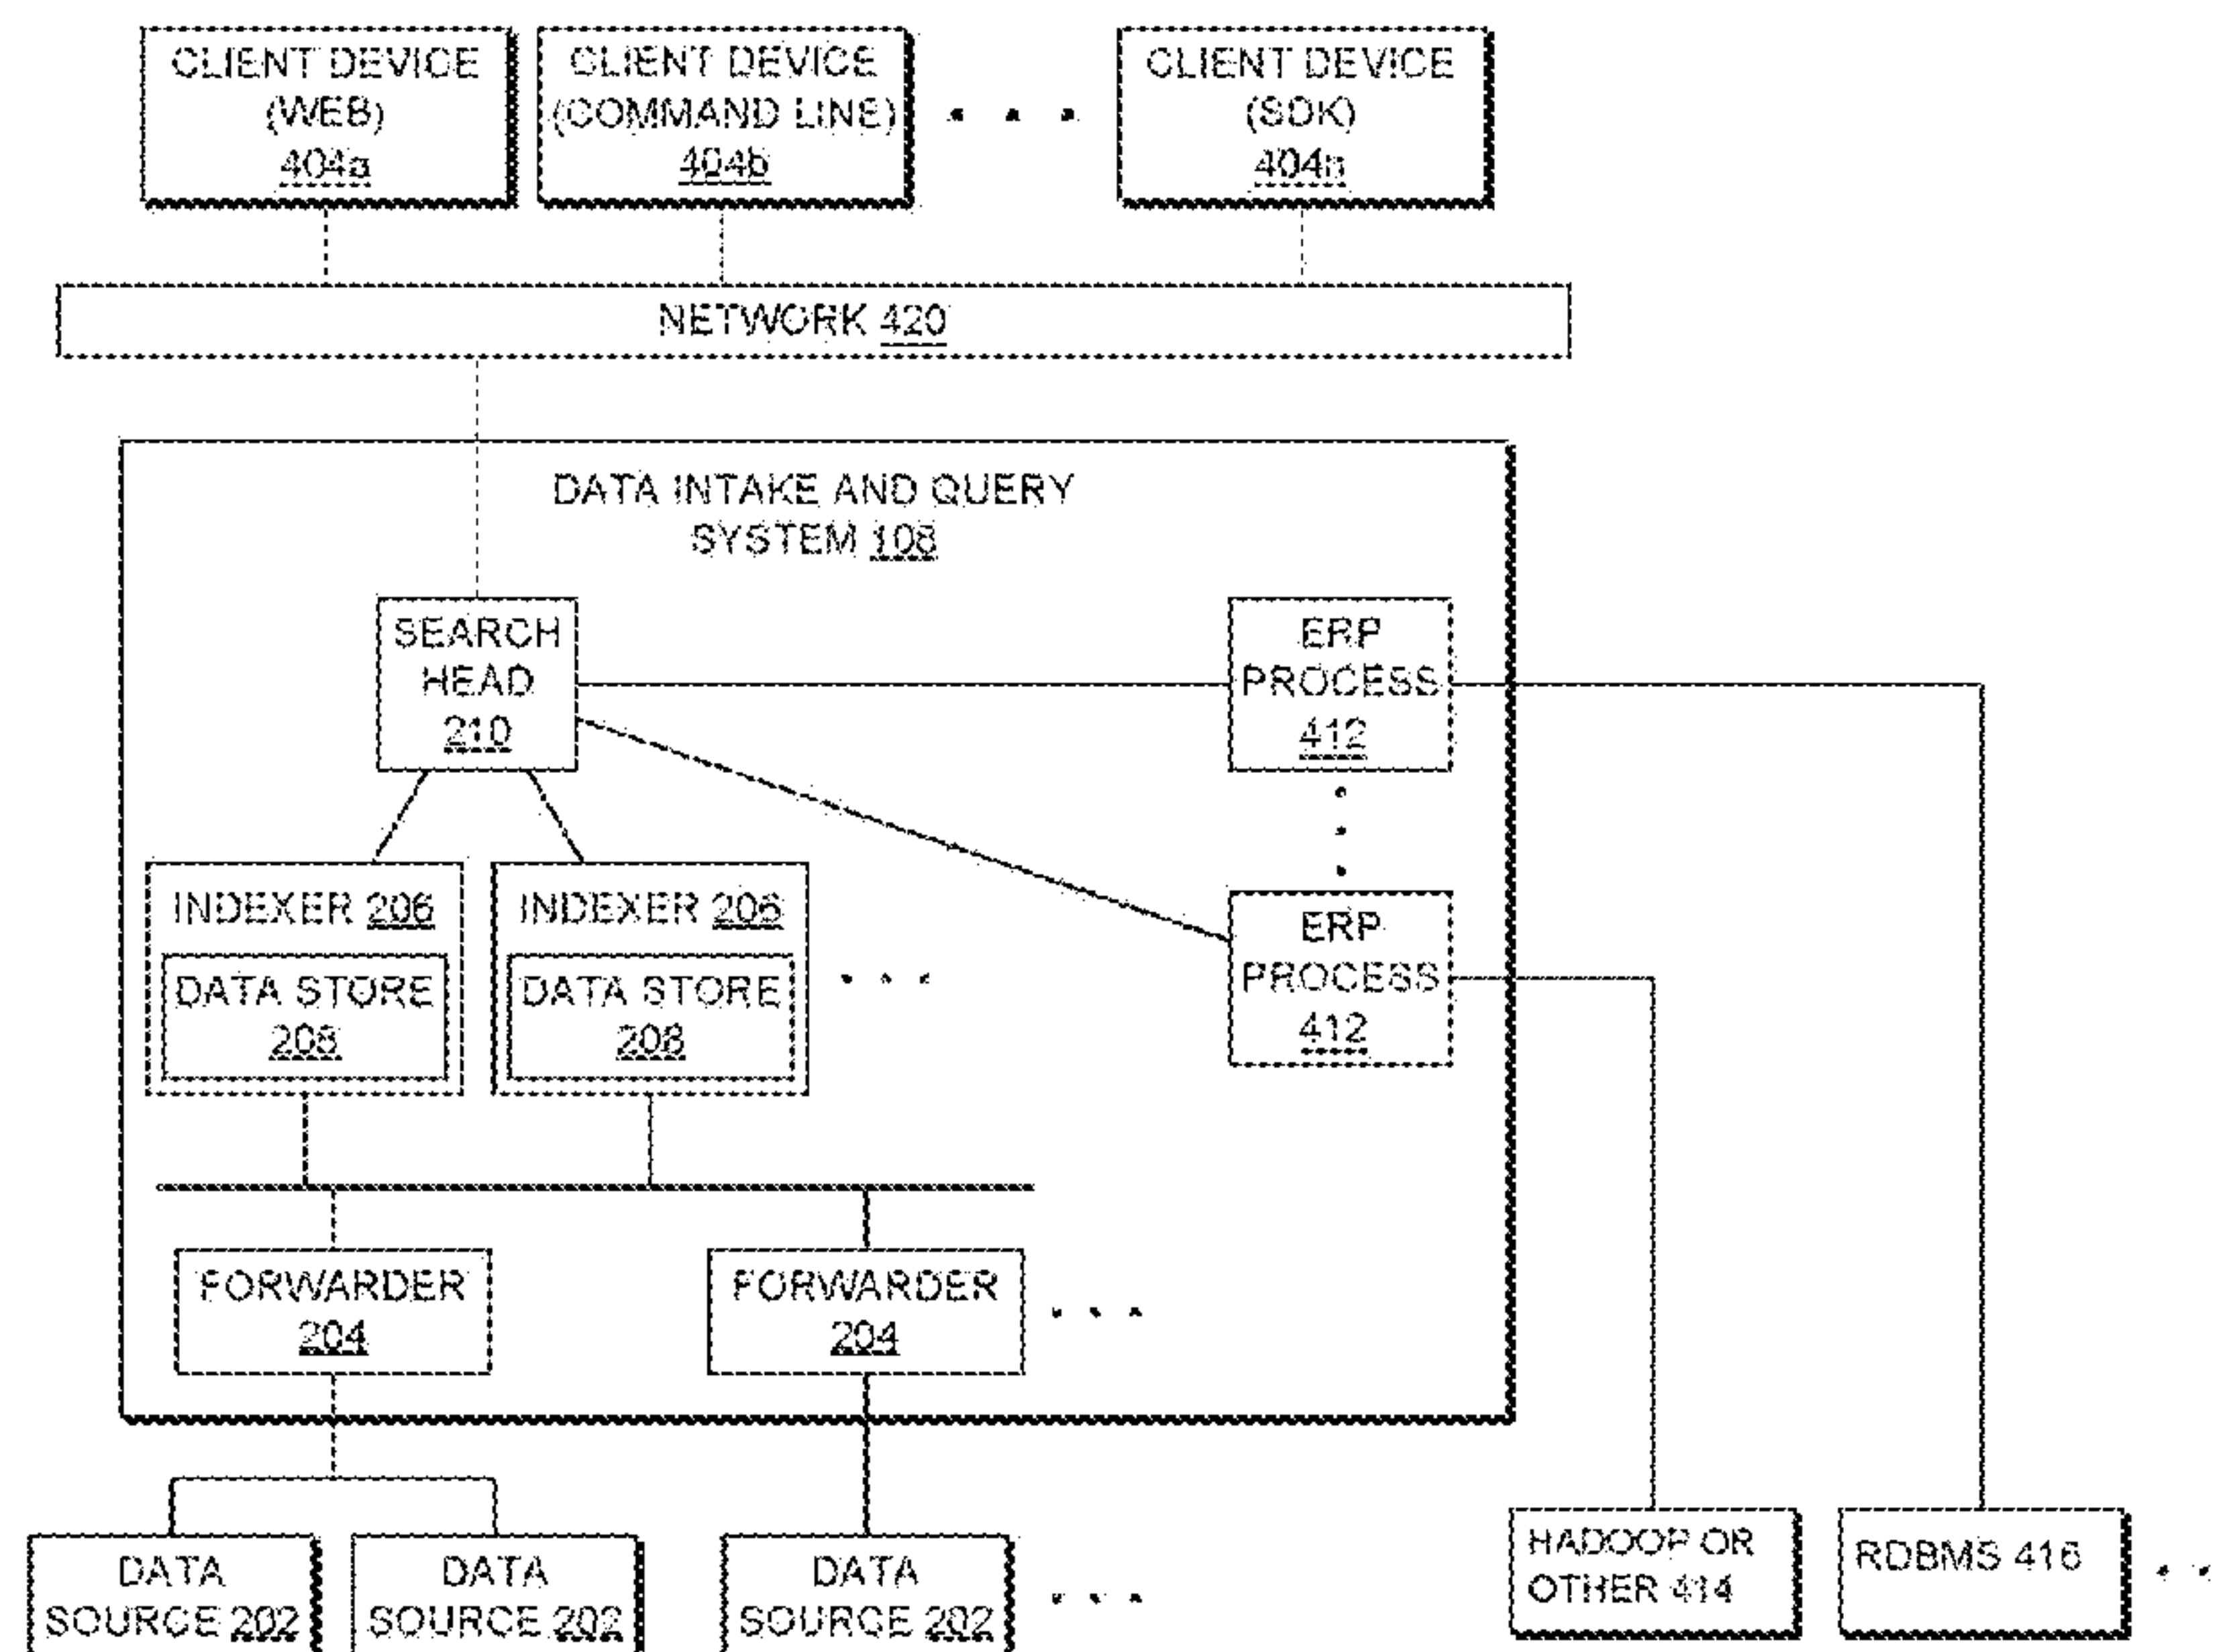 CLIENT DEVICE
(WEB)
404a
CLIENT DEVICE
(COMMAND LINE)
404b
CLIENT DEVICE
(SDK)
404n
NETWORK 420
DATA INTAKE AND QUERY
SYSTEM 108
SEARCH
HEAD
210
ERP
PROCESS
412
INDEXER 206
DATA STORE
208
INDEXER 206
DATA STORE
208
ERP
PROCESS
412
FORWARDER
204
FORWARDER
204
DATA
SOURCE 202
DATA
SOURCE 202
DATA
SOURCE 202
HADOOP OR
OTHER 414
RDBMS 416